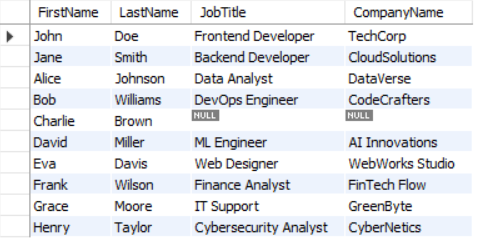 FirstName LastName JobTitle CompanyName
John Doe Frontend Developer TechCorp
Jane Smith Backend Developer CloudSolutions
Alice Johnson Data Analyst DataVerse
Bob Williams DevOps Engineer CodeCrafters
Charlie Brown NULL NULL
David Miller ML Engineer AI Innovations
Eva Davis Web Designer WebWorks Studio
Frank Wilson Finance Analyst FinTech Flow
Grace Moore IT Support GreenByte
Henry Taylor Cybersecurity Analyst CyberNetics